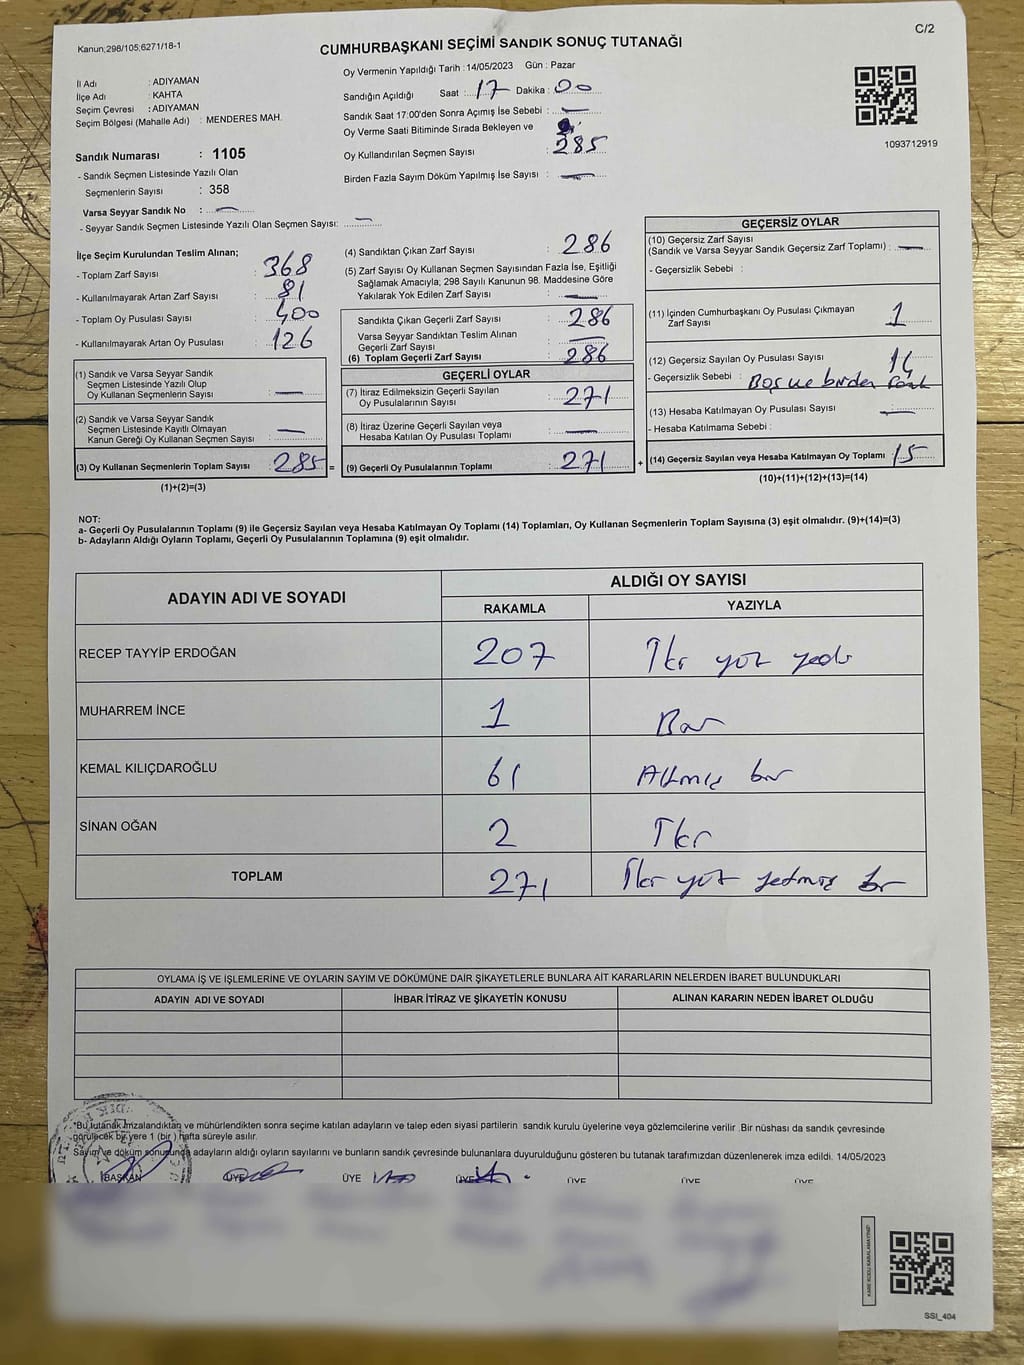 Kanun;298/105;6271/18-1
C/2
CUMHURBAŞKANI SEÇİMİ SANDIK SONUÇ TUTANAĞI
İl Adı : ADIYAMAN
İlçe Adı : KAHTA
Seçim Çevresi : ADIYAMAN
Seçim Bölgesi (Mahalle Adı) : MENDERES MAH.
Sandık Numarası : 1105
- Sandık Seçmen Listesinde Yazılı Olan
Seçmenlerin Sayısı : 358
Varsa Seyyar Sandık No : —
- Seyyar Sandık Seçmen Listesinde Yazılı Olan Seçmen Sayısı: —
Oy Vermenin Yapıldığı Tarih : 14/05/2023 Gün : Pazar
Sandığın Açıldığı Saat : 17 Dakika : 00
Sandık Saat 17:00'den Sonra Açımış İse Sebebi : —
Oy Verme Saati Bitiminde Sırada Bekleyen ve
Oy Kullandırılan Seçmen Sayısı : 285
Birden Fazla Sayım Döküm Yapılmış İse Sayısı : —
1093712919
İlçe Seçim Kurulundan Teslim Alınan;
- Toplam Zarf Sayısı : 368
- Kullanılmayarak Artan Zarf Sayısı : 81
- Toplam Oy Pusulası Sayısı : 400
- Kullanılmayarak Artan Oy Pusulası : 126
(1) Sandık ve Varsa Seyyar Sandık
Seçmen Listesinde Yazılı Olup
Oy Kullanan Seçmenlerin Sayısı : —
(2) Sandık ve Varsa Seyyar Sandık
Seçmen Listesinde Kayıtlı Olmayan
Kanun Gereği Oy Kullanan Seçmen Sayısı : —
(3) Oy Kullanan Seçmenlerin Toplam Sayısı : 285 =
(1)+(2)=(3)
(4) Sandıktan Çıkan Zarf Sayısı : 286
(5) Zarf Sayısı Oy Kullanan Seçmen Sayısından Fazla İse, Eşitliği
Sağlamak Amacıyla; 298 Sayılı Kanunun 98. Maddesine Göre
Yakılarak Yok Edilen Zarf Sayısı : —
Sandıkta Çıkan Geçerli Zarf Sayısı : 286
Varsa Seyyar Sandıktan Teslim Alınan
Geçerli Zarf Sayısı : —
(6) Toplam Geçerli Zarf Sayısı : 286
GEÇERLİ OYLAR
(7) İtiraz Edilmeksizin Geçerli Sayılan
Oy Pusulalarının Sayısı : 271
(8) İtiraz Üzerine Geçerli Sayılan veya
Hesaba Katılan Oy Pusulası Toplamı : —
(9) Geçerli Oy Pusulalarının Toplamı : 271 +
GEÇERSİZ OYLAR
(10) Geçersiz Zarf Sayısı
(Sandık ve Varsa Seyyar Sandık Geçersiz Zarf Toplamı) : —
- Geçersizlik Sebebi :
(11) İçinden Cumhurbaşkanı Oy Pusulası Çıkmayan
Zarf Sayısı : 1
(12) Geçersiz Sayılan Oy Pusulası Sayısı : 14
- Geçersizlik Sebebi : Boş ve birden fazla
(13) Hesaba Katılmayan Oy Pusulası Sayısı : —
- Hesaba Katılmama Sebebi :
(14) Geçersiz Sayılan veya Hesaba Katılmayan Oy Toplamı : 15
(10)+(11)+(12)+(13)=(14)
NOT:
a- Geçerli Oy Pusulalarının Toplamı (9) ile Geçersiz Sayılan veya Hesaba Katılmayan Oy Toplamı (14) Toplamları, Oy Kullanan Seçmenlerin Toplam Sayısına (3) eşit olmalıdır. (9)+(14)=(3)
b- Adayların Aldığı Oyların Toplamı, Geçerli Oy Pusulalarının Toplamına (9) eşit olmalıdır.
ADAYIN ADI VE SOYADI ALDIĞI OY SAYISI
RAKAMLA YAZIYLA
RECEP TAYYİP ERDOĞAN 207 İki yüz yedi
MUHARREM İNCE 1 Bir
KEMAL KILIÇDAROĞLU 61 Altmış bir
SİNAN OĞAN 2 İki
TOPLAM 271 İki yüz yetmiş bir
OYLAMA İŞ VE İŞLEMLERİNE VE OYLARIN SAYIM VE DÖKÜMÜNE DAİR ŞİKAYETLERLE BUNLARA AİT KARARLARIN NELERDEN İBARET BULUNDUKLARI
ADAYIN ADI VE SOYADI İHBAR İTİRAZ VE ŞİKAYETİN KONUSU ALINAN KARARIN NEDEN İBARET OLDUĞU
"Bu tutanak imzalandıktan ve mühürlendikten sonra seçime katılan adayların ve talep eden siyasi partilerin sandık kurulu üyelerine veya gözlemcilerine verilir .Bir nüshası da sandık çevresinde
görülecek bir yere 1 (bir ) hafta süreyle asılır.
Sayım ve döküm sonucunda adayların aldığı oyların sayılarını ve bunların sandık çevresinde bulunanlara duyurulduğunu gösteren bu tutanak tarafımızdan düzenlenerek imza edildi. 14/05/2023
BAŞKAN ÜYE ÜYE ÜYE ÜYE ÜYE ÜYE
KARE KODU KARALAMAYINIZ!
SSI_404